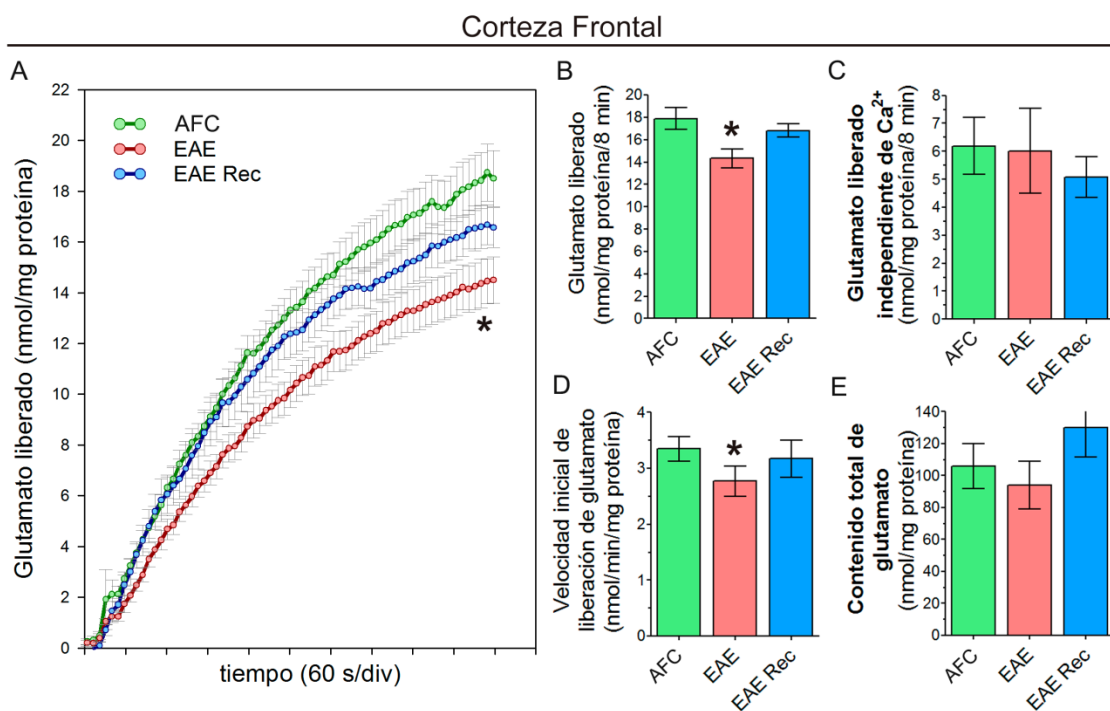 Corteza Frontal
A
Glutamato liberado (nmol/mg proteína)
22
20
18
16
14
12
10
8
6
4
2
0
AFC
EAE
EAE Rec
*
tiempo (60 s/div)
B
Glutamato liberado
(nmol/mg proteína/8 min)
20
18
16
14
12
10
8
6
4
2
0
*
AFC
EAE
EAE Rec
C
Glutamato liberado
independiente de Ca²⁺
(nmol/mg proteína/8 min)
8
7
6
5
4
3
2
1
0
AFC
EAE
EAE Rec
D
Velocidad inicial de
liberación de glutamato
(nmol/min/mg proteína)
4
3
3
2
1
1
0
*
AFC
EAE
EAE Rec
E
Contenido total de
glutamato
(nmol/mg proteína)
140
120
100
80
60
40
20
0
AFC
EAE
EAE Rec